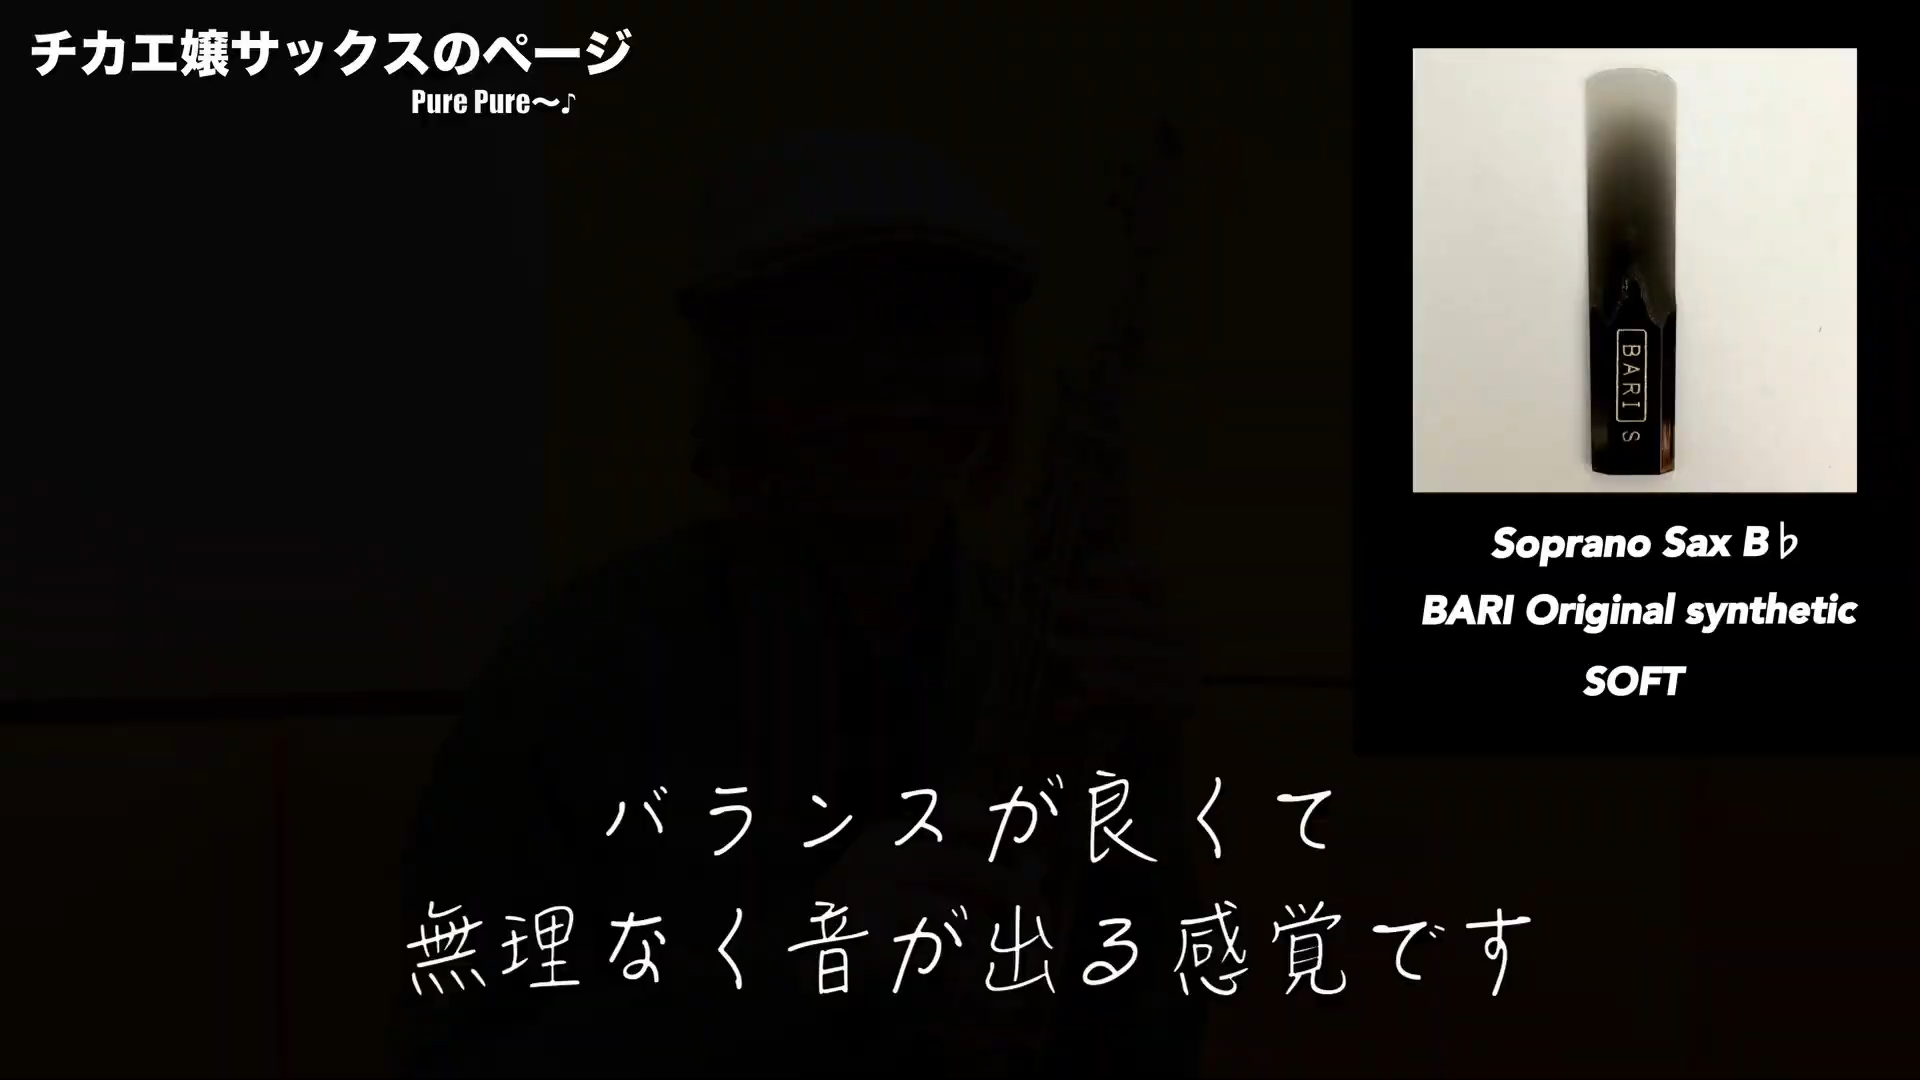 チカエ嬢サックスのページ
Pure Pure〜♪
BARI S
Soprano Sax B♭
BARI Original synthetic
SOFT
バランスが良くて
無理なく音が出る感覚です